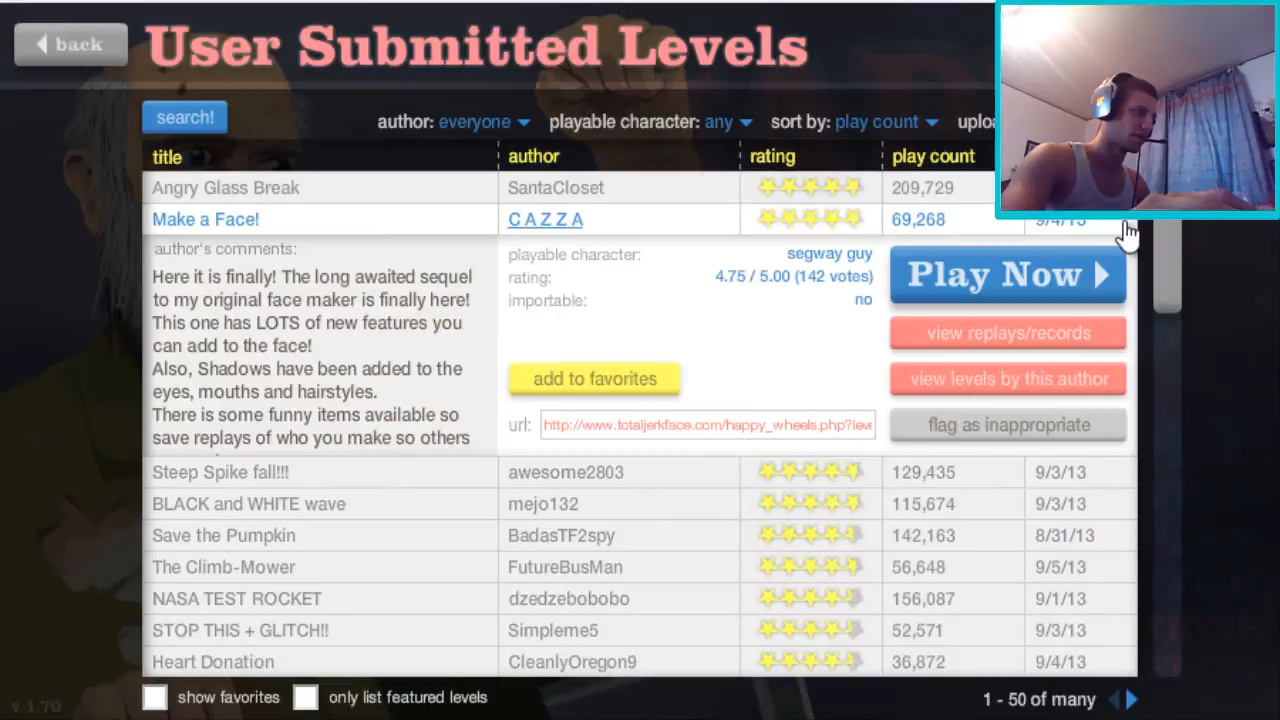 back
User Submitted Levels
search!
author: everyone playable character: any sort by: play count uploa
title author rating play count
Angry Glass Break SantaCloset 209,729
Make a Face! C A Z Z A 69,268 9/4/13
author's comments:
Here it is finally! The long awaited sequel
to my original face maker is finally here!
This one has LOTS of new features you
can add to the face!
Also, Shadows have been added to the
eyes, mouths and hairstyles.
There is some funny items available so
save replays of who you make so others
playable character: segway guy
rating: 4.75 / 5.00 (142 votes)
importable: no
add to favorites
url: http://www.totaljerkface.com/happy_wheels.php?leve
Play Now
view replays/records
view levels by this author
flag as inappropriate
Steep Spike fall!!! awesome2803 129,435 9/3/13
BLACK and WHITE wave mejo132 115,674 9/3/13
Save the Pumpkin BadasTF2spy 142,163 8/31/13
The Climb-Mower FutureBusMan 56,648 9/5/13
NASA TEST ROCKET dzedzebobobo 156,087 9/1/13
STOP THIS + GLITCH!! Simpleme5 52,571 9/3/13
Heart Donation CleanlyOregon9 36,872 9/4/13
show favorites only list featured levels 1 - 50 of many
v 1.70